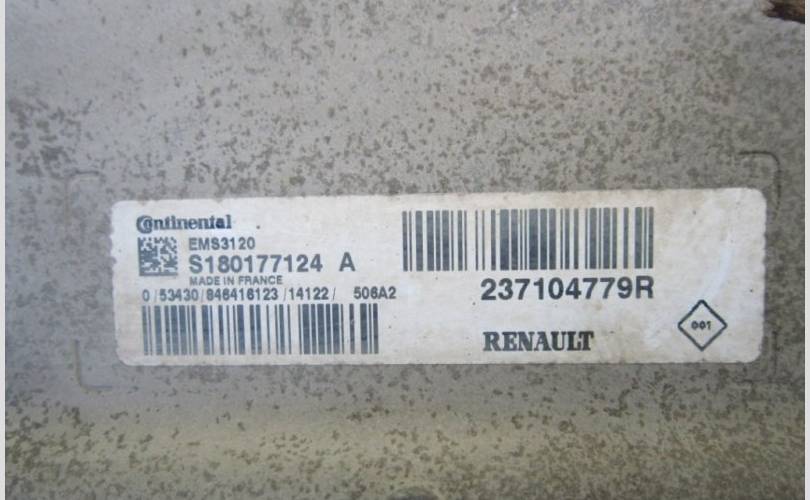 Continental
EMS3120
S180177124 A
MADE IN FRANCE
0/53430/846416123/14122/ 506A2
237104779R
RENAULT
001